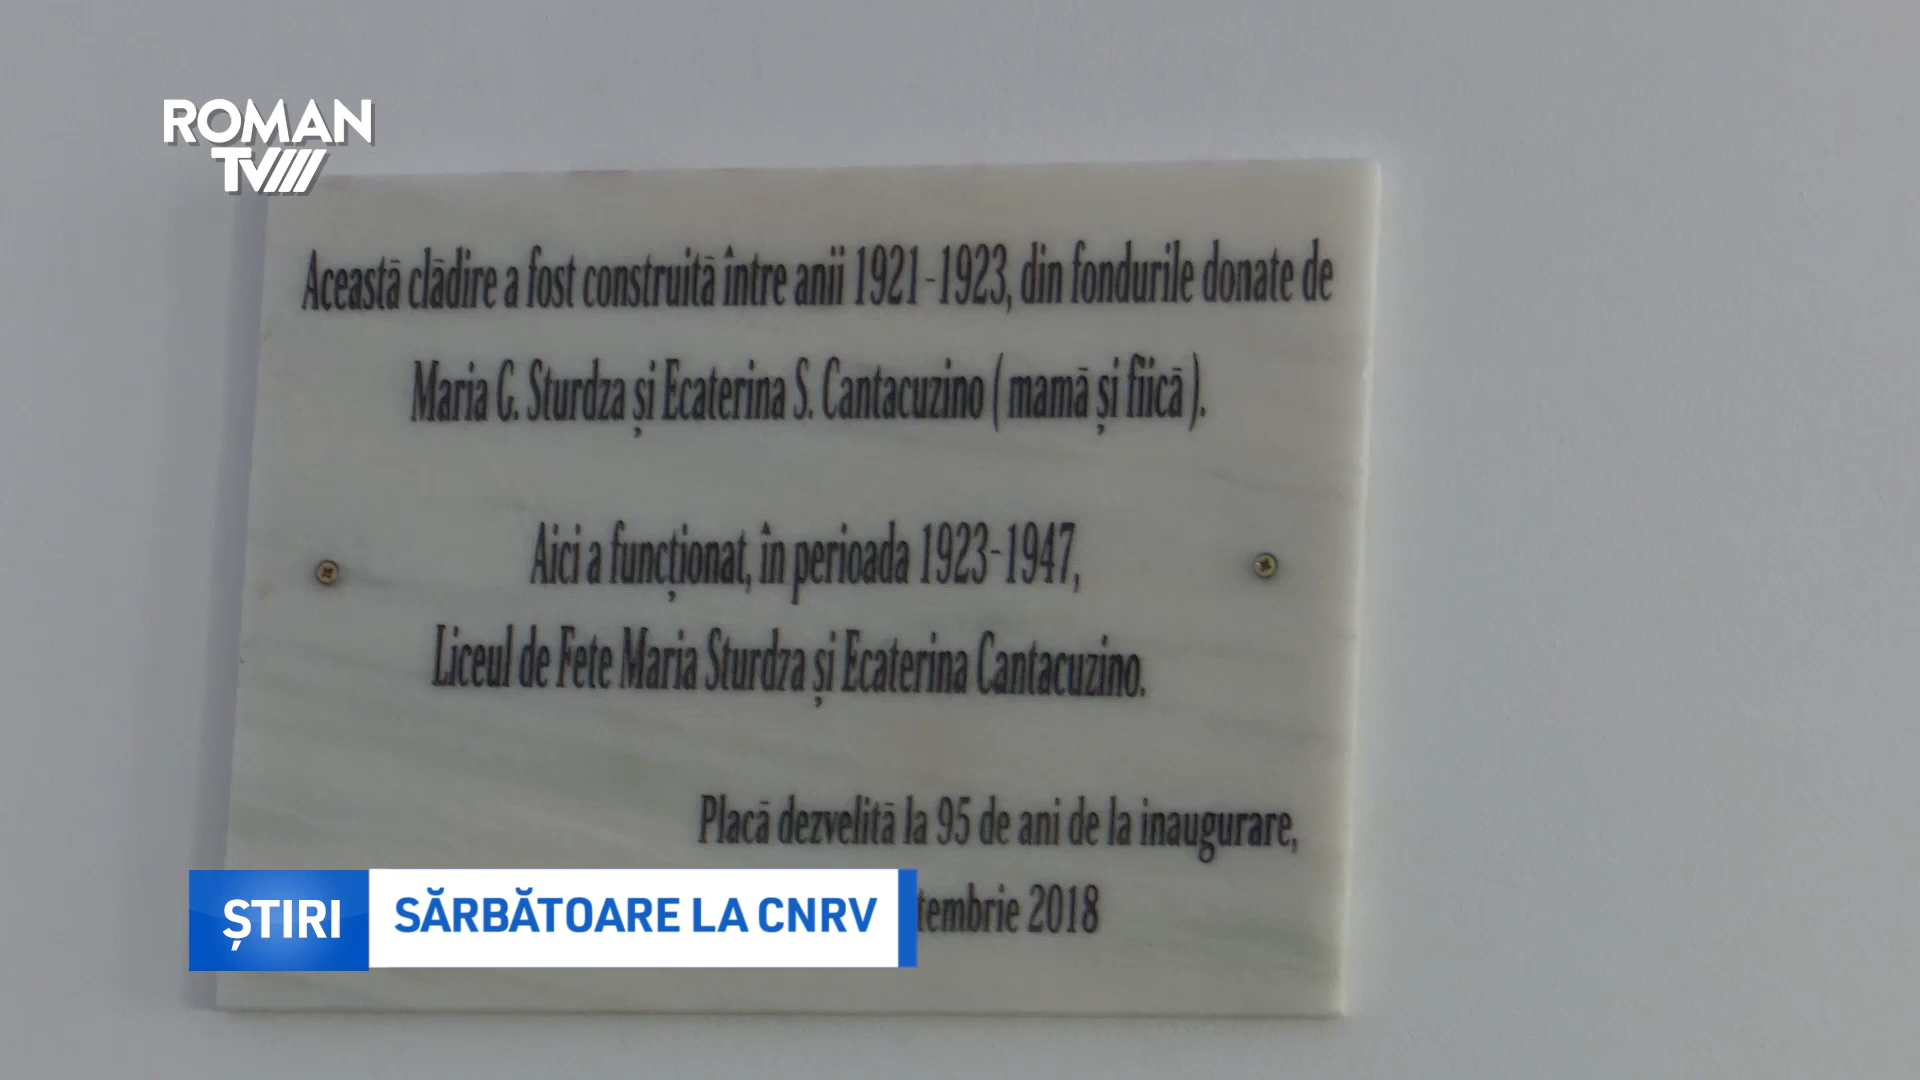 ROMAN
TV
Această clădire a fost construită între anii 1921-1923, din fondurile donate de
Maria G. Sturdza și Ecaterina S. Cantacuzino ( mamă și fiică ).
Aici a funcționat, în perioada 1923-1947,
Liceul de Fete Maria Sturdza și Ecaterina Cantacuzino.
Placă dezvelită la 95 de ani de la inaugurare,
2018
ȘTIRI
SĂRBĂTOARE LA CNRV